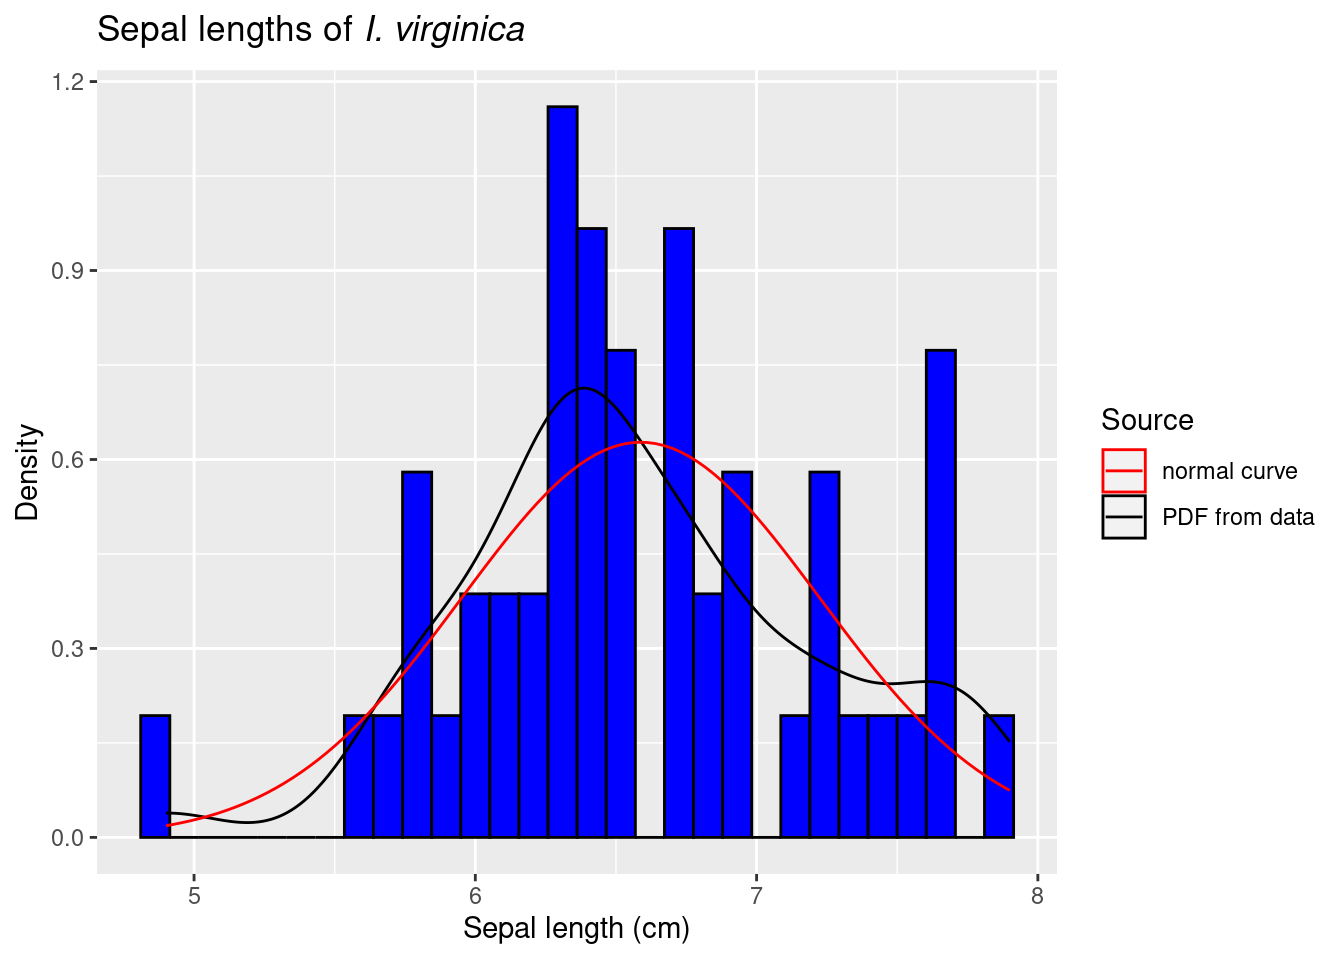 Sepal lengths of I. virginica
1.2
0.9
0.6
0.3
0.0
Density
5 6 7 8
Sepal length (cm)
Source
normal curve
PDF from data